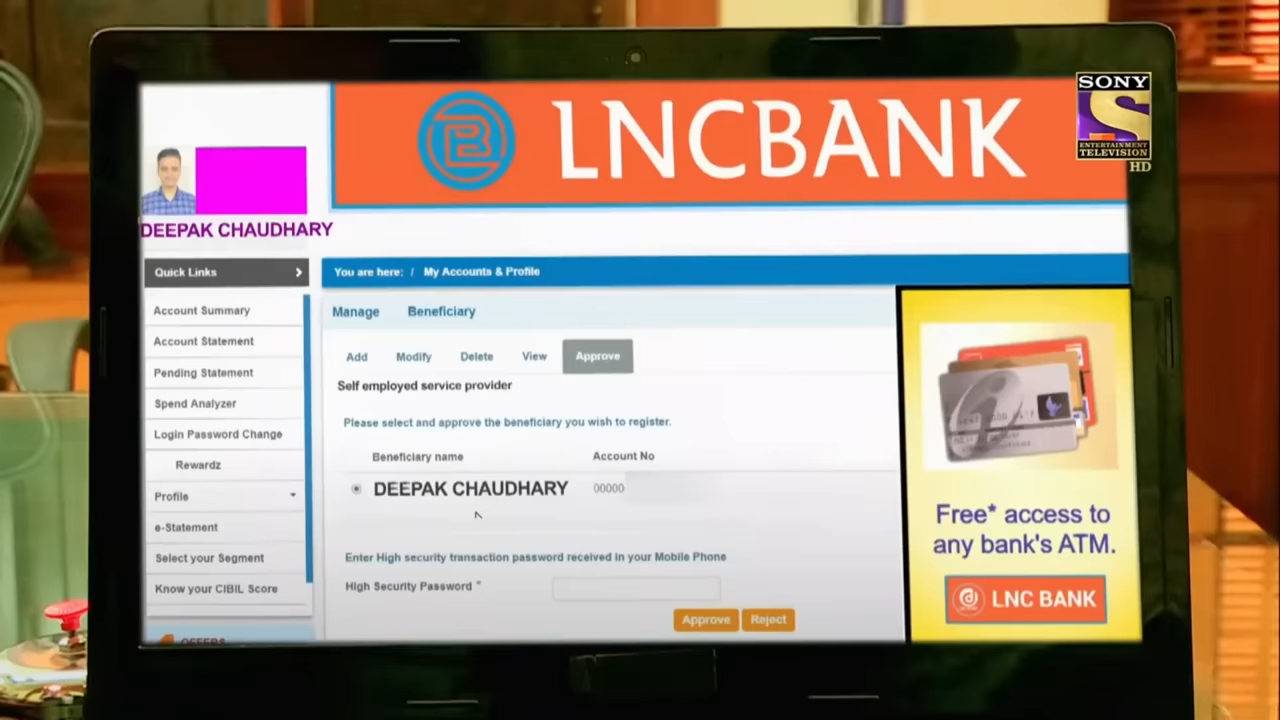 LNCBANK
SONY
ENTERTAINMENT
TELEVISION
HD
DEEPAK CHAUDHARY
Quick Links
You are here: / My Accounts & Profile
Account Summary
Account Statement
Pending Statement
Spend Analyzer
Login Password Change
Rewardz
Profile
e-Statement
Select your Segment
Know your CIBIL Score
OFFERS
Manage Beneficiary
Add Modify Delete View Approve
Self employed service provider
Please select and approve the beneficiary you wish to register.
Beneficiary name Account No
DEEPAK CHAUDHARY 00000
Enter High security transaction password received in your Mobile Phone
High Security Password *
Approve Reject
Free* access to
any bank's ATM.
LNC BANK